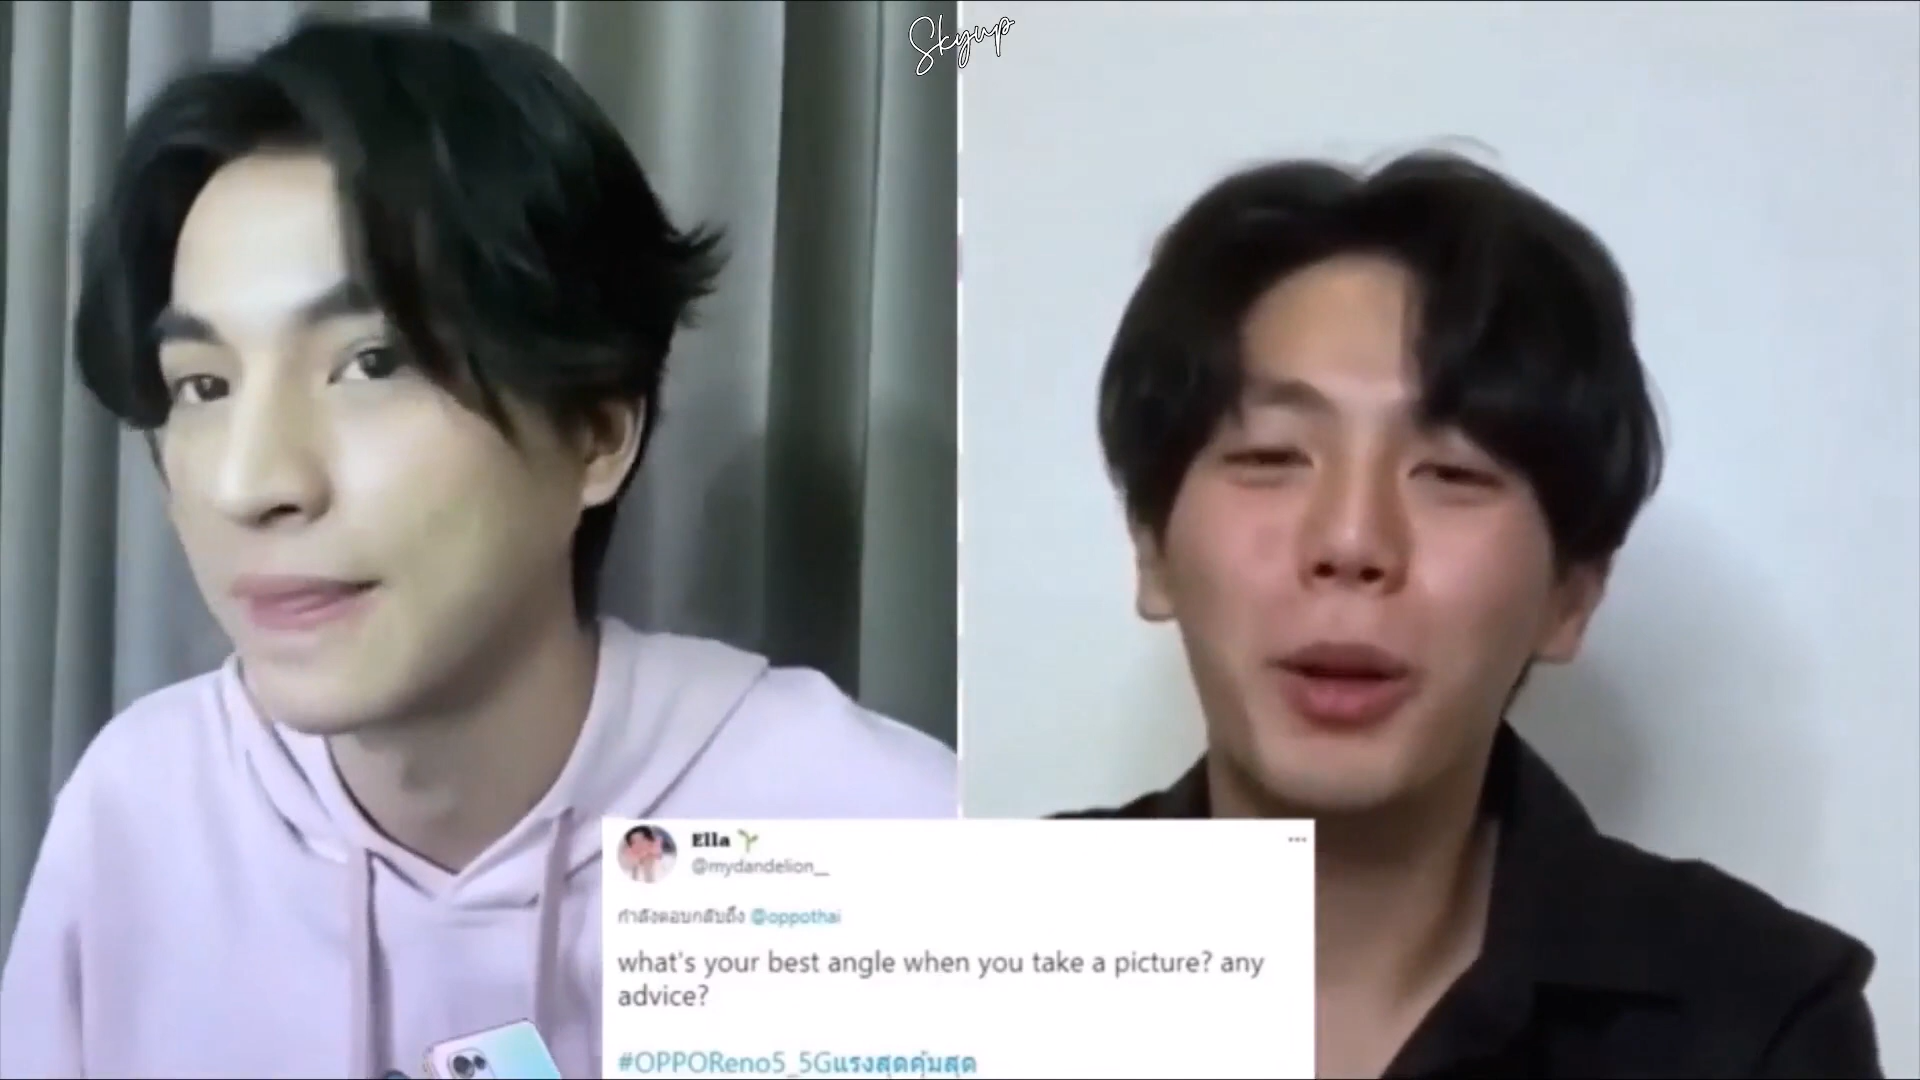 Skyup
Ella
@mydandelion__
กำลังตอบกลับถึง @oppothai
what's your best angle when you take a picture? any
advice?
#OPPOReno5_5Gแรงสุดคุ้มสุด